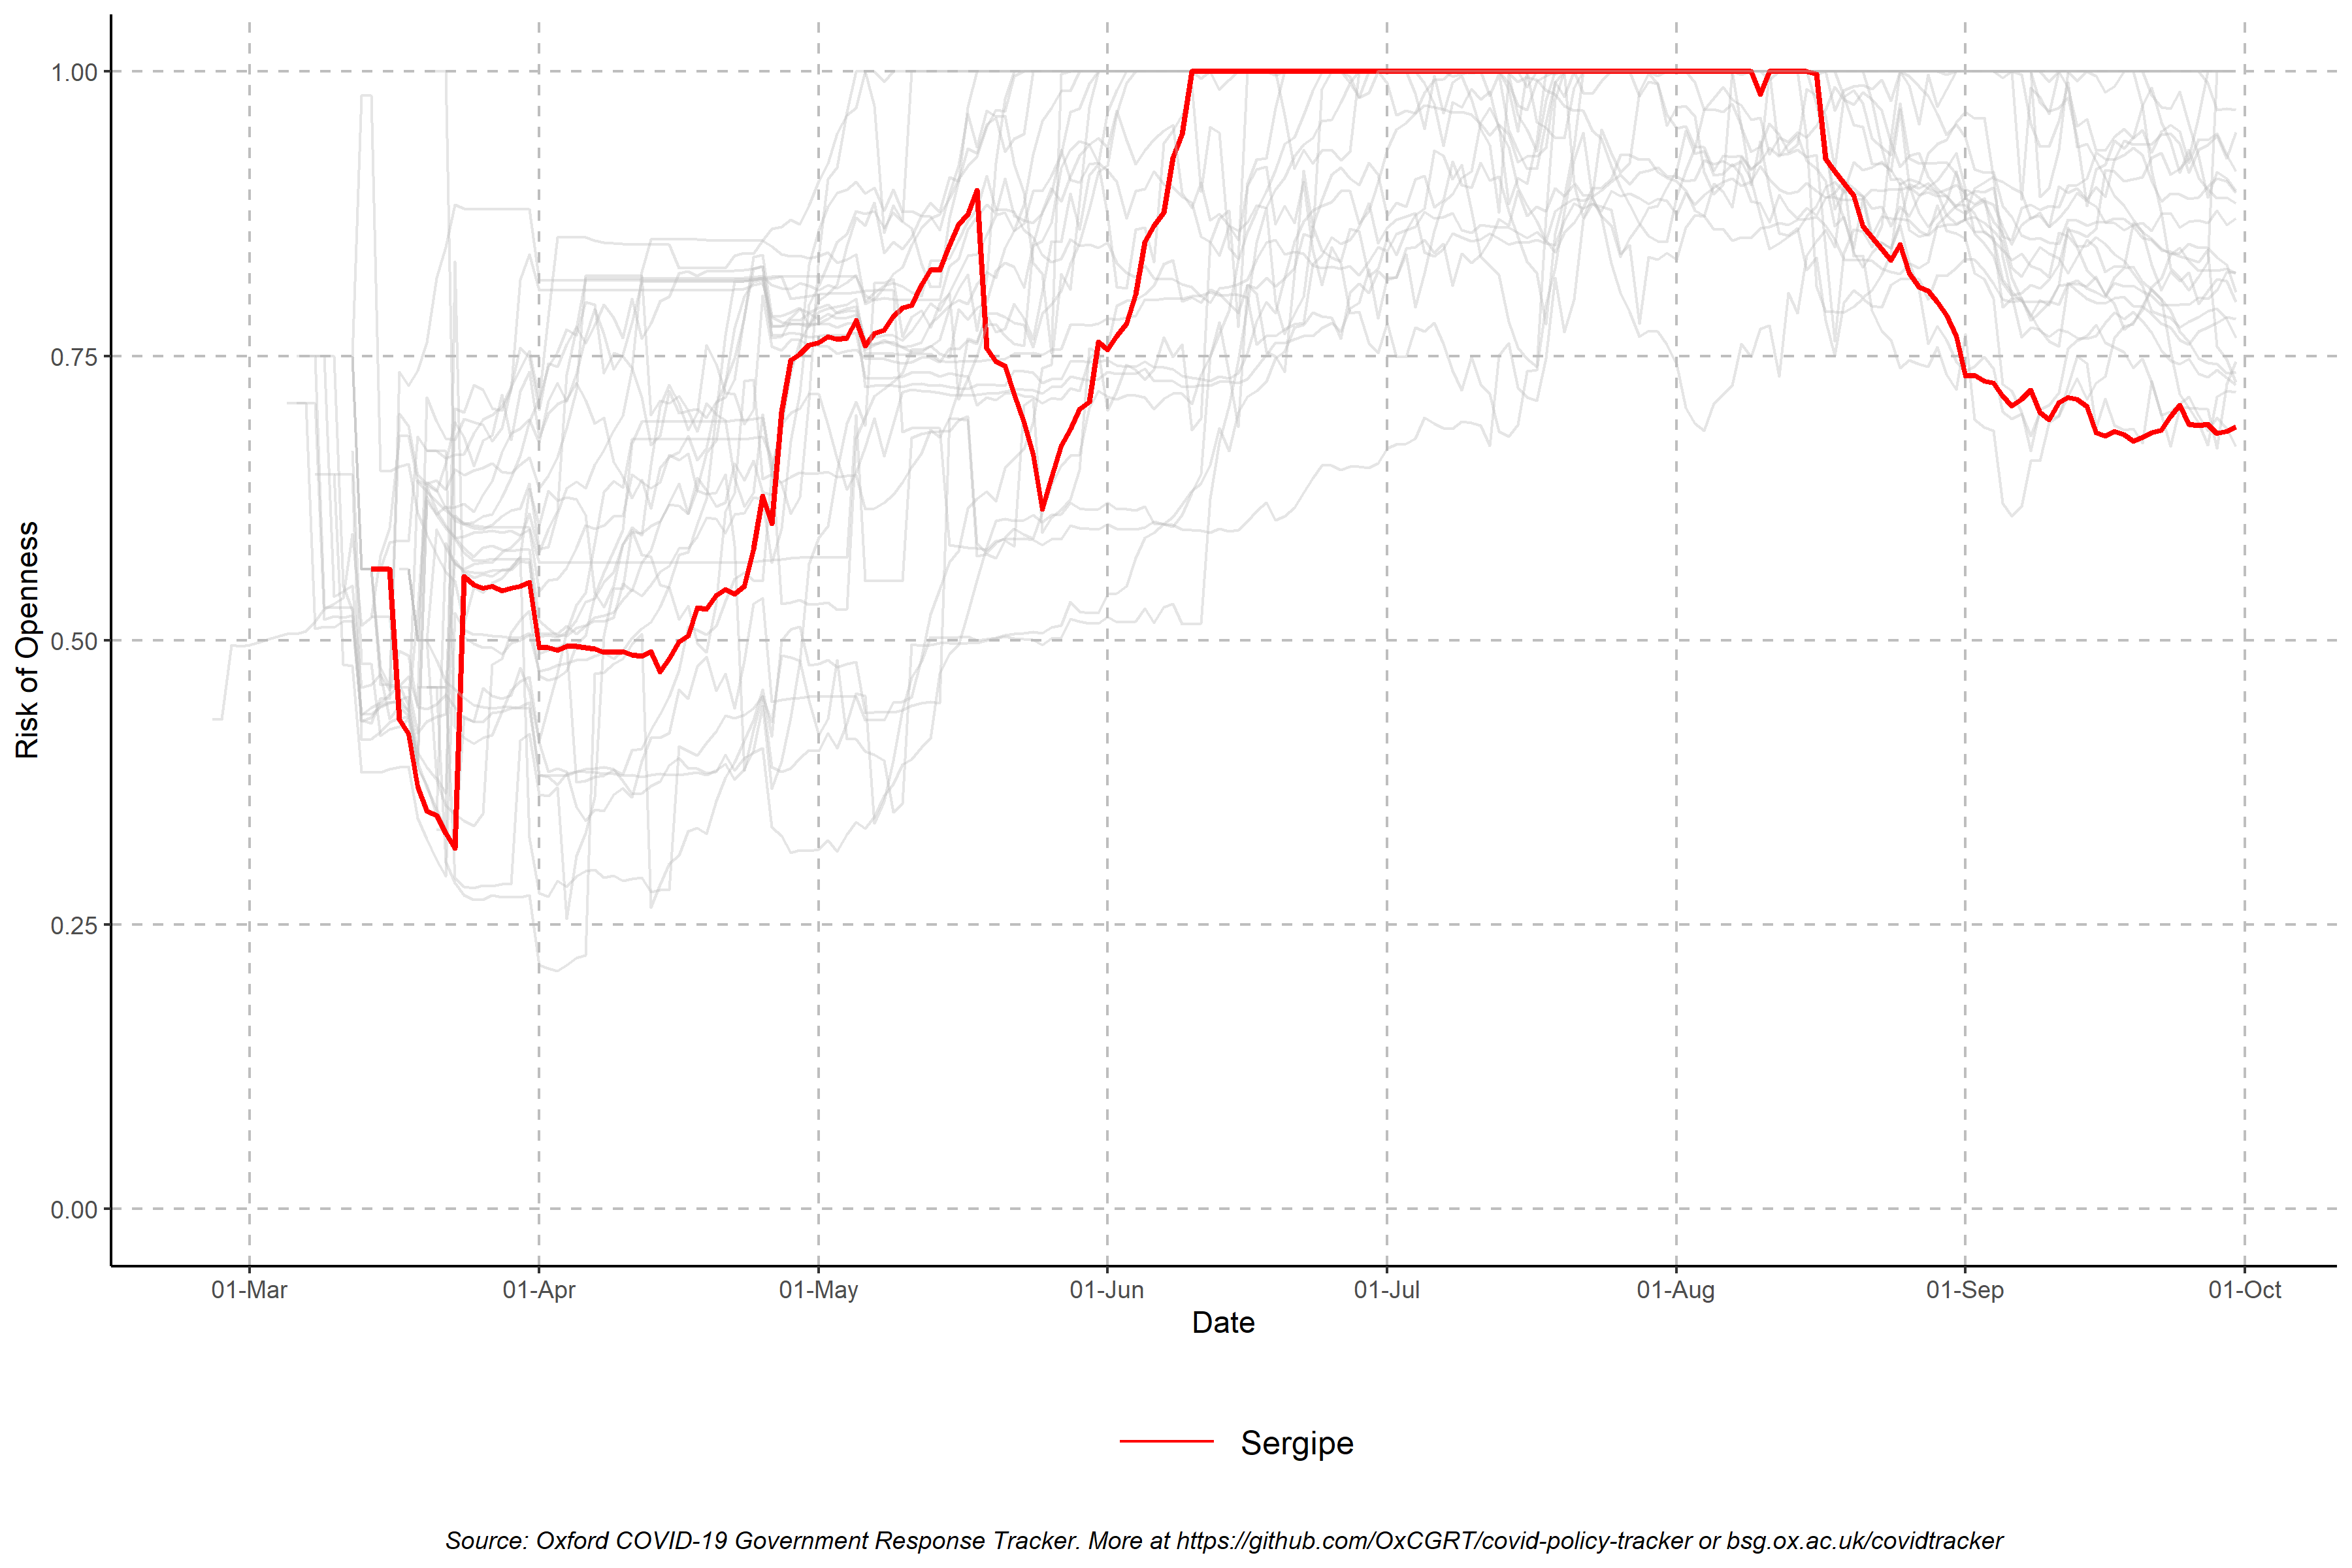 Risk of Openness
1.00
0.75
0.50
0.25
0.00
01-Mar 01-Apr 01-May 01-Jun 01-Jul 01-Aug 01-Sep 01-Oct
Date
Sergipe
Source: Oxford COVID-19 Government Response Tracker. More at https://github.com/OxCGRT/covid-policy-tracker or bsg.ox.ac.uk/covidtracker